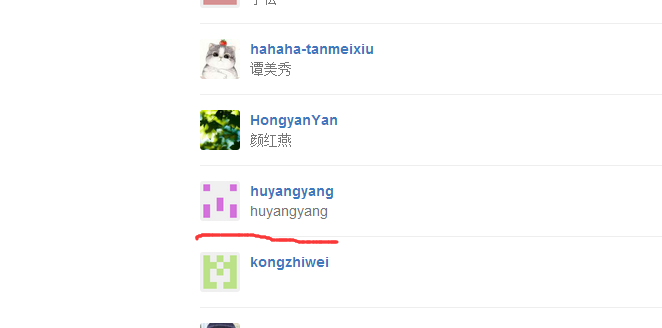 hahaha-tanmeixiu
谭美秀
HongyanYan
颜红燕
huyangyang
huyangyang
kongzhiwei